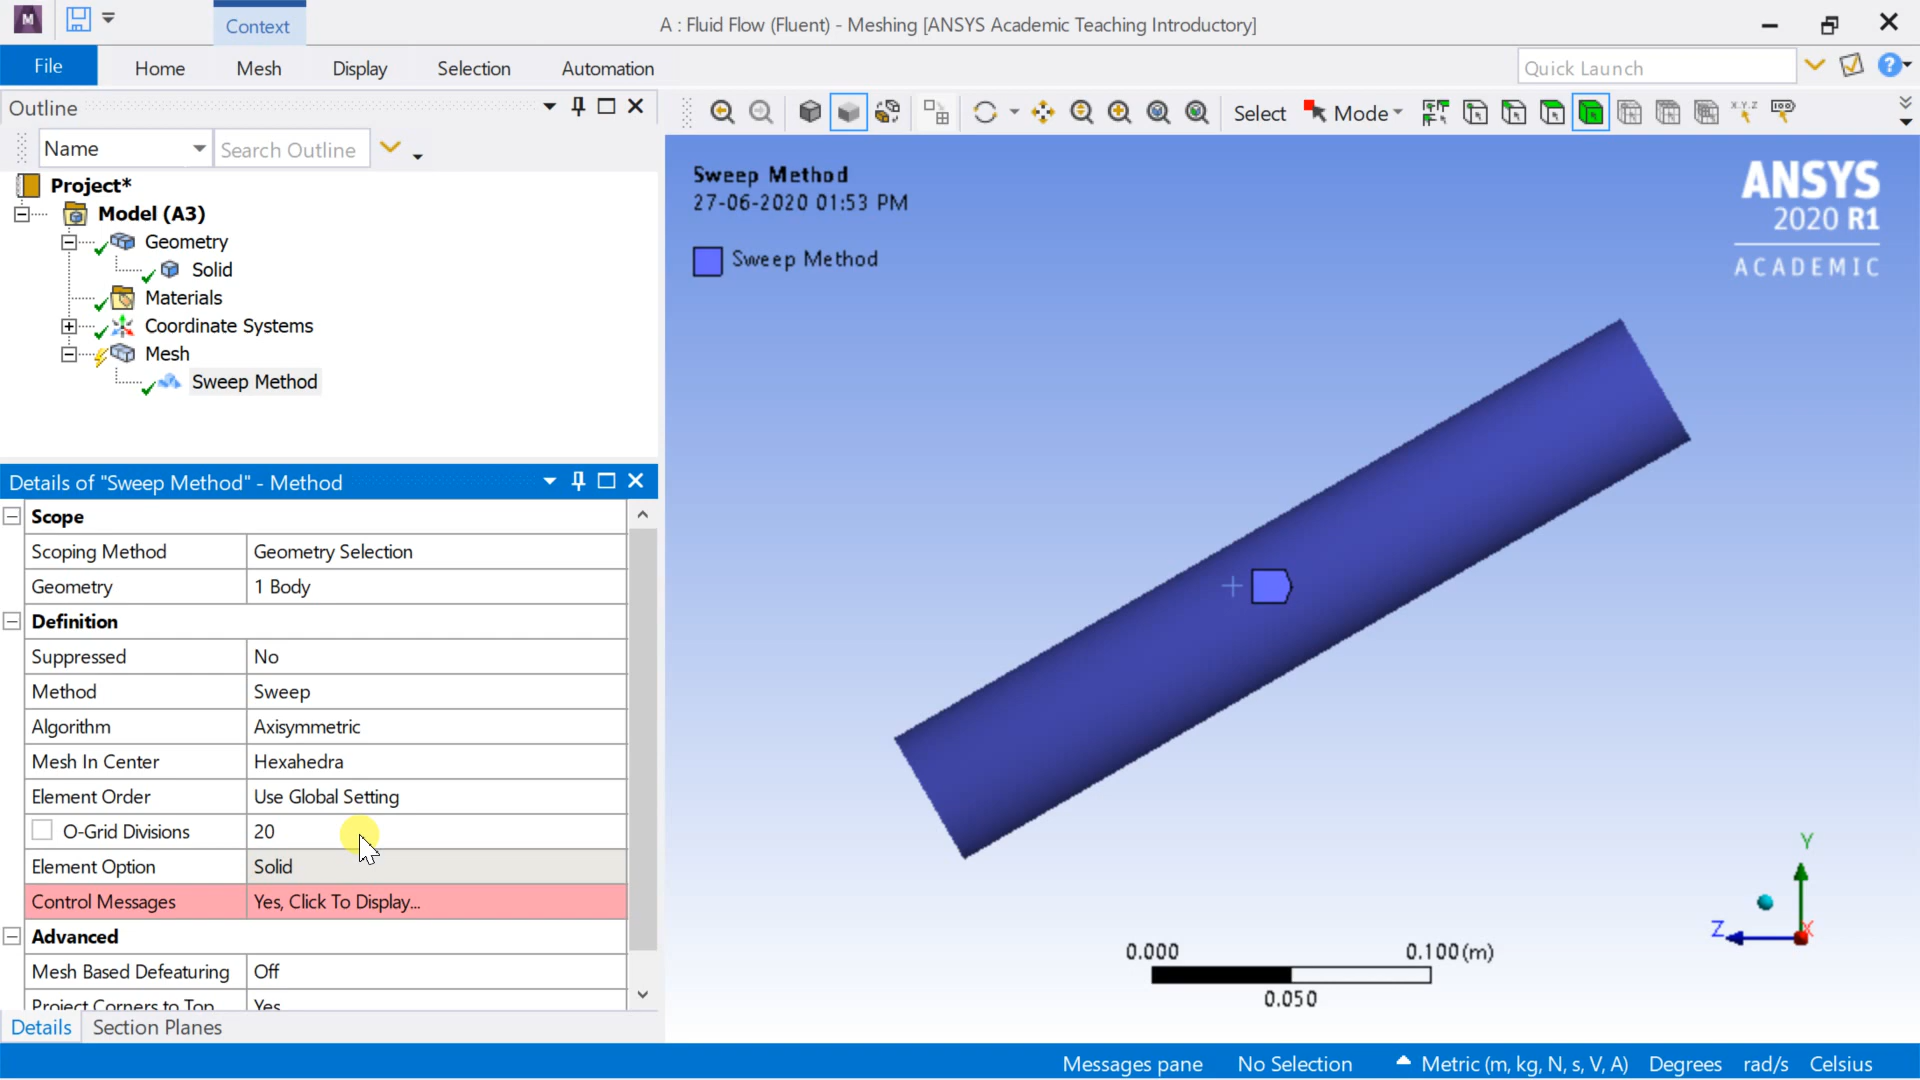 M
Context
A : Fluid Flow (Fluent) - Meshing [ANSYS Academic Teaching Introductory]
File
Home
Mesh
Display
Selection
Automation
Quick Launch
Outline
Select
Mode
Name
Search Outline
Project*
Model (A3)
Geometry
Solid
Materials
Coordinate Systems
Mesh
Sweep Method
Details of "Sweep Method" - Method
Scope
Scoping Method Geometry Selection
Geometry 1 Body
Definition
Suppressed No
Method Sweep
Algorithm Axisymmetric
Mesh In Center Hexahedra
Element Order Use Global Setting
O-Grid Divisions 20
Element Option Solid
Control Messages Yes, Click To Display...
Advanced
Mesh Based Defeaturing Off
Project Corners to Top Yes
Details
Section Planes
Sweep Method
27-06-2020 01:53 PM
Sweep Method
ANSYS
2020 R1
ACADEMIC
0.000 0.100 (m)
0.050
Y
Z
X
Messages pane
No Selection
Metric (m, kg, N, s, V, A)
Degrees
rad/s
Celsius